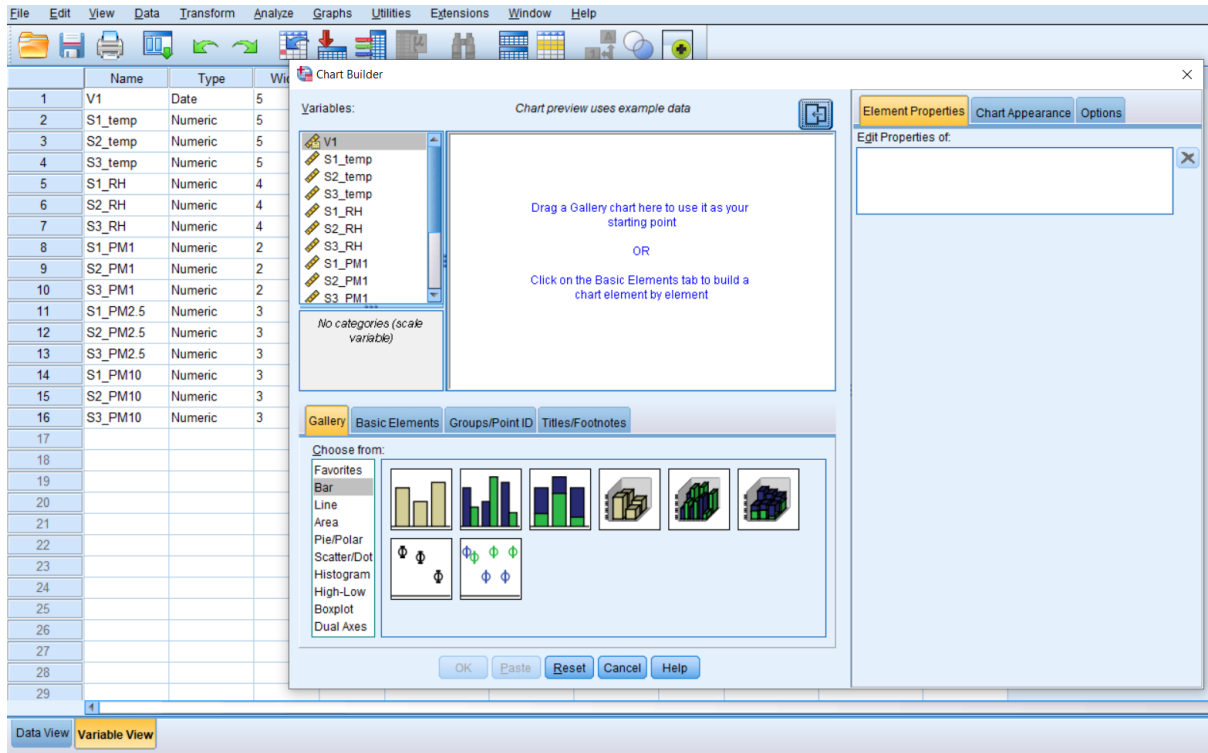 File Edit View Data Transform Analyze Graphs Utilities Extensions Window Help
Name Type Wid
1 V1 Date 5
2 S1_temp Numeric 5
3 S2_temp Numeric 5
4 S3_temp Numeric 5
5 S1_RH Numeric 4
6 S2_RH Numeric 4
7 S3_RH Numeric 4
8 S1_PM1 Numeric 2
9 S2_PM1 Numeric 2
10 S3_PM1 Numeric 2
11 S1_PM2.5 Numeric 3
12 S2_PM2.5 Numeric 3
13 S3_PM2.5 Numeric 3
14 S1_PM10 Numeric 3
15 S2_PM10 Numeric 3
16 S3_PM10 Numeric 3
17
18
19
20
21
22
23
24
25
26
27
28
29
Data View Variable View
Chart Builder
Variables:
Chart preview uses example data
V1
S1_temp
S2_temp
S3_temp
S1_RH
S2_RH
S3_RH
S1_PM1
S2_PM1
S3_PM1
No categories (scale
variable)
Drag a Gallery chart here to use it as your
starting point
OR
Click on the Basic Elements tab to build a
chart element by element
Gallery Basic Elements Groups/Point ID Titles/Footnotes
Choose from:
Favorites
Bar
Line
Area
Pie/Polar
Scatter/Dot
Histogram
High-Low
Boxplot
Dual Axes
OK Paste Reset Cancel Help
Element Properties Chart Appearance Options
Edit Properties of: